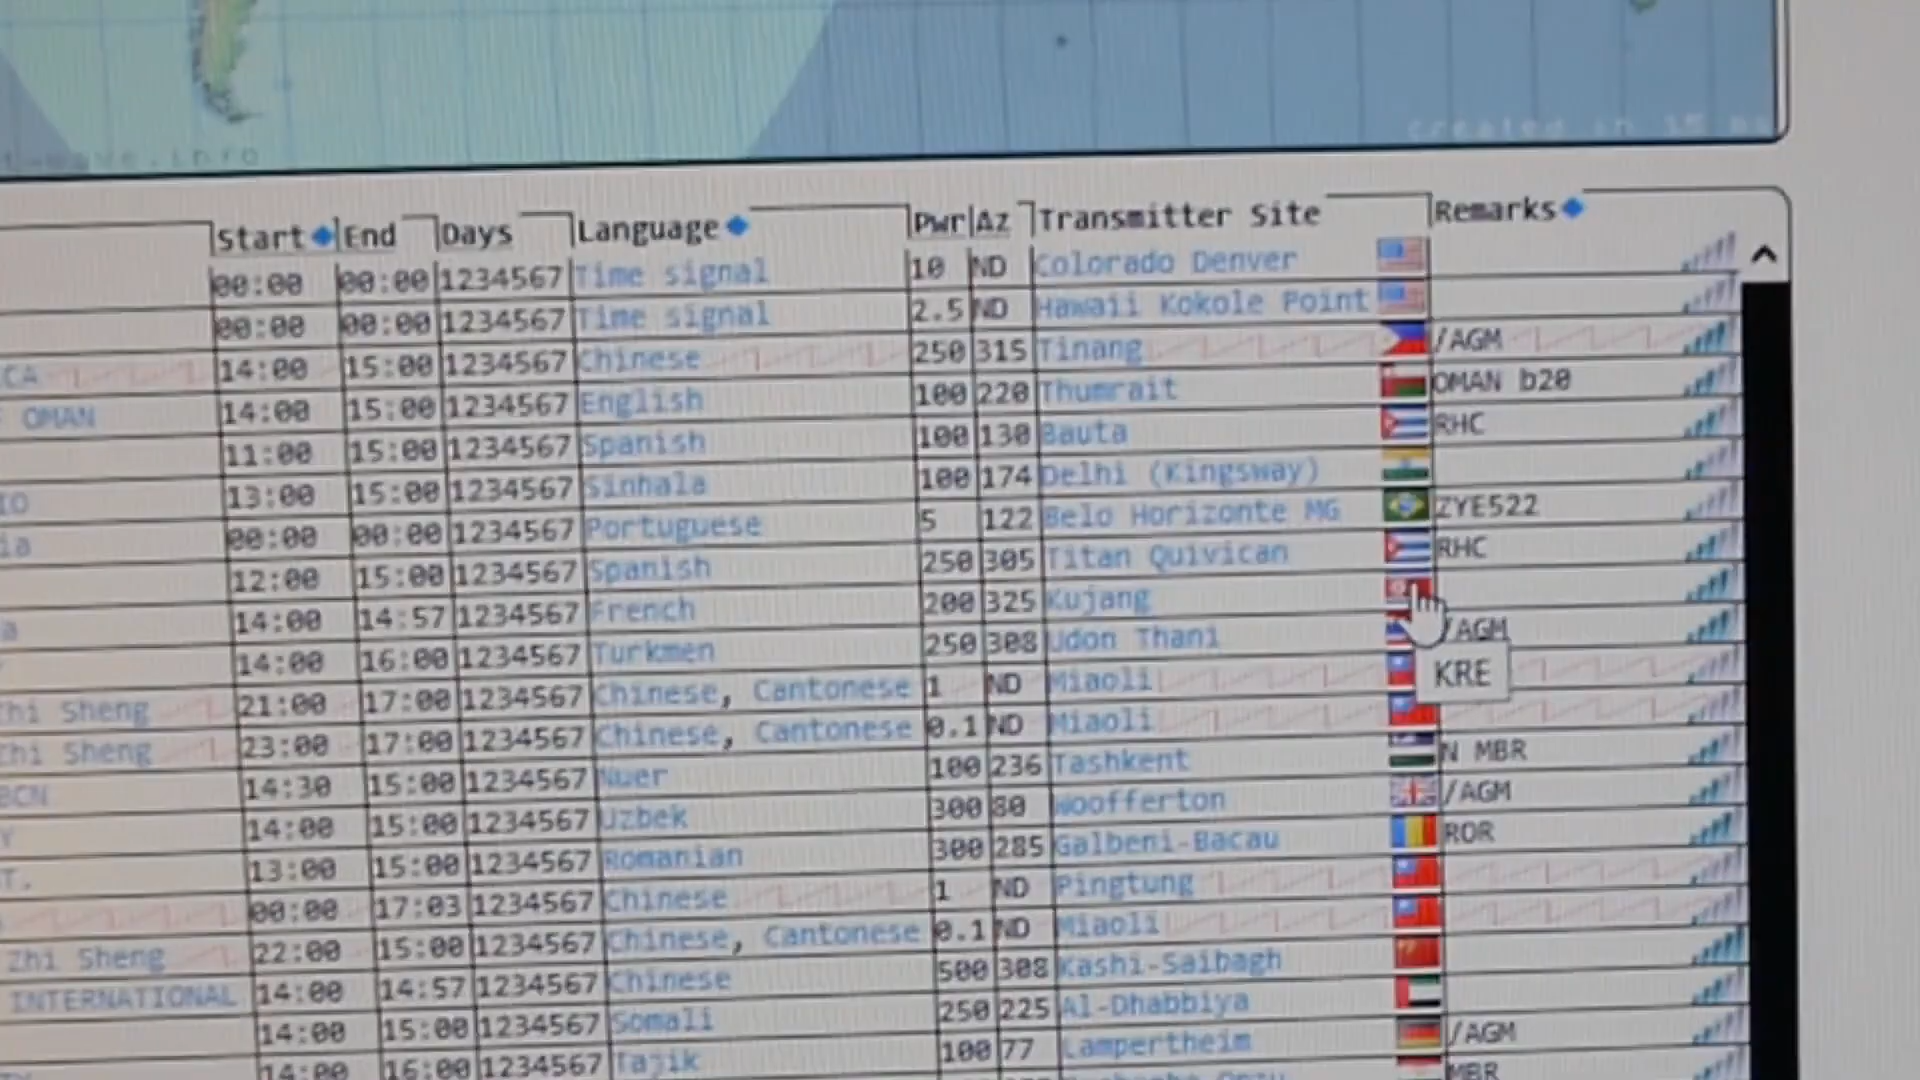 created in 15 ms
t-wave.info
Start End Days Language Pwr Az Transmitter Site Remarks
00:00 00:00 1234567 Time signal 10 ND Colorado Denver
00:00 00:00 1234567 Time signal 2.5 ND Hawaii Kokole Point
CA 14:00 15:00 1234567 Chinese 250 315 Tinang /AGM
OMAN 14:00 15:00 1234567 English 100 220 Thumrait OMAN b20
11:00 15:00 1234567 Spanish 100 130 Bauta RHC
IO 13:00 15:00 1234567 Sinhala 100 174 Delhi (Kingsway)
ia 00:00 00:00 1234567 Portuguese 5 122 Belo Horizonte MG ZYE522
12:00 15:00 1234567 Spanish 250 305 Titan Quivican RHC
a 14:00 14:57 1234567 French 200 325 Kujang
14:00 16:00 1234567 Turkmen 250 308 Udon Thani /AGM
KRE
Zhi Sheng 21:00 17:00 1234567 Chinese, Cantonese 1 ND Miaoli
Zhi Sheng 23:00 17:00 1234567 Chinese, Cantonese 0.1 ND Miaoli
BCN 14:30 15:00 1234567 Nuer 100 236 Tashkent N MBR
Y 14:00 15:00 1234567 Uzbek 300 80 Woofferton /AGM
T. 13:00 15:00 1234567 Romanian 300 285 Galbeni-Bacau ROR
00:00 17:03 1234567 Chinese 1 ND Pingtung
Zhi Sheng 22:00 15:00 1234567 Chinese, Cantonese 0.1 ND Miaoli
INTERNATIONAL 14:00 14:57 1234567 Chinese 500 308 Kashi-Saibagh
14:00 15:00 1234567 Somali 250 225 Al-Dhabbiya
14:00 16:00 1234567 Tajik 100 77 Lampertheim /AGM
MBR